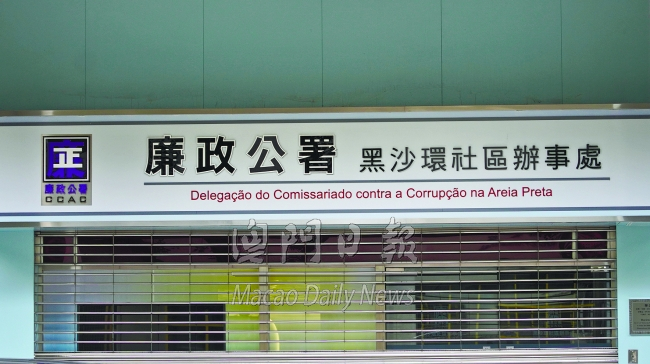 正
廉政公署
CCAC
廉政公署 黑沙環社區辦事處
Delegação do Comissariado contra a Corrupção na Areia Preta
澳門日報
Macao Daily News